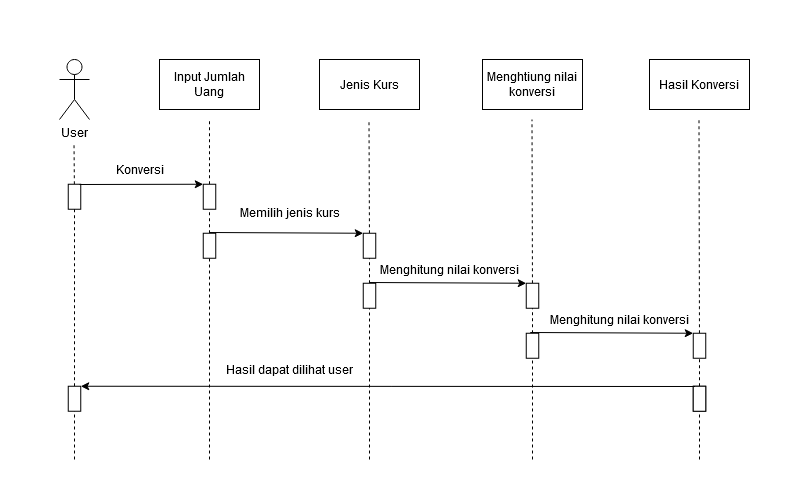 Input Jumlah
Uang
Jenis Kurs
Menghtiung nilai
konversi
Hasil Konversi
User
Konversi
Memilih jenis kurs
Menghitung nilai konversi
Menghitung nilai konversi
Hasil dapat dilihat user